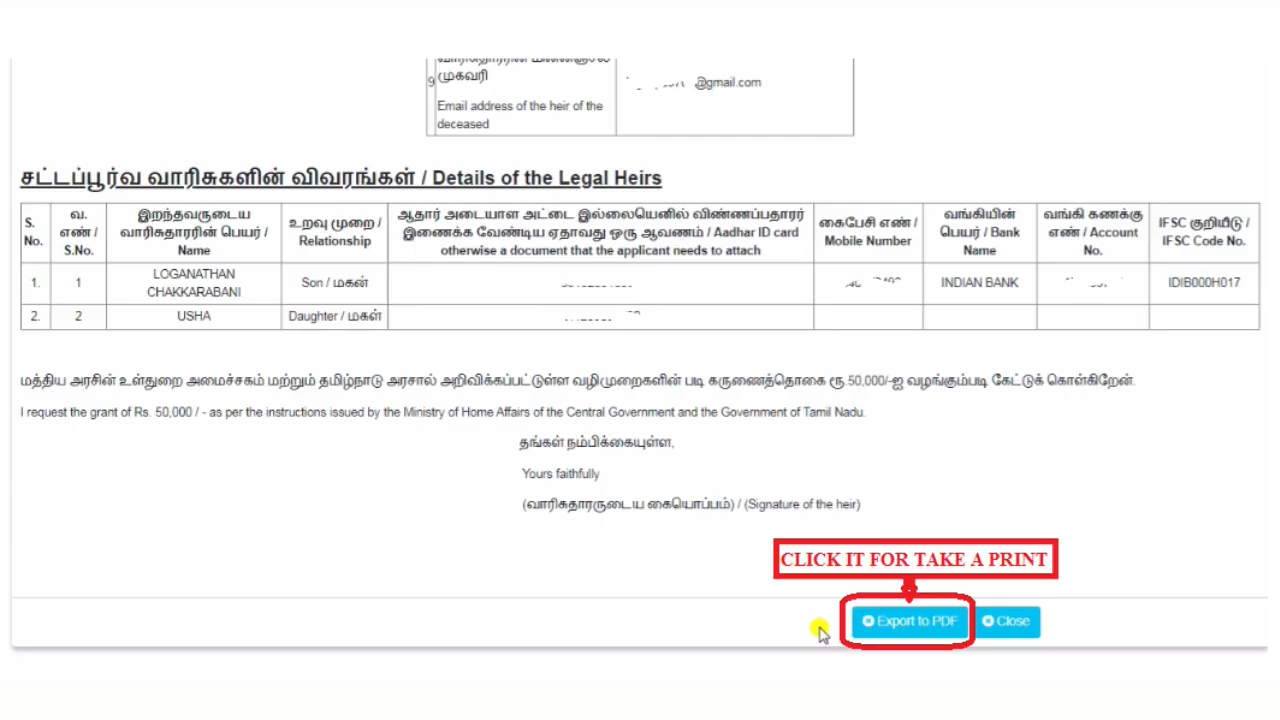 முகவரி
9
@gmail.com
Email address of the heir of the
deceased
சட்டப்பூர்வ வாரிசுகளின் விவரங்கள் / Details of the Legal Heirs
S. No.
வ. எண் / S.No.
இறந்தவருடைய வாரிசுதாரரின் பெயர் / Name
உறவு முறை / Relationship
ஆதார் அடையாள அட்டை இல்லையெனில் விண்ணப்பதாரர்
இணைக்க வேண்டிய ஏதாவது ஒரு ஆவணம் / Aadhar ID card
otherwise a document that the applicant needs to attach
கைபேசி எண் / Mobile Number
வங்கியின் பெயர் / Bank Name
வங்கி கணக்கு எண் / Account No.
IFSC குறியீடு / IFSC Code No.
1. 1 LOGANATHAN CHAKKARABANI Son / மகன் INDIAN BANK IDIB000H017
2. 2 USHA Daughter / மகள்
மத்திய அரசின் உள்துறை அமைச்சகம் மற்றும் தமிழ்நாடு அரசால் அறிவிக்கப்பட்டுள்ள வழிமுறைகளின் படி கருணைத்தொகை ரூ.50,000/-ஐ வழங்கும்படி கேட்டுக் கொள்கிறேன்.
I request the grant of Rs. 50,000 / - as per the instructions issued by the Ministry of Home Affairs of the Central Government and the Government of Tamil Nadu.
தங்கள் நம்பிக்கையுள்ள,
Yours faithfully
(வாரிசுதாரருடைய கையொப்பம்) / (Signature of the heir)
CLICK IT FOR TAKE A PRINT
Export to PDF
Close